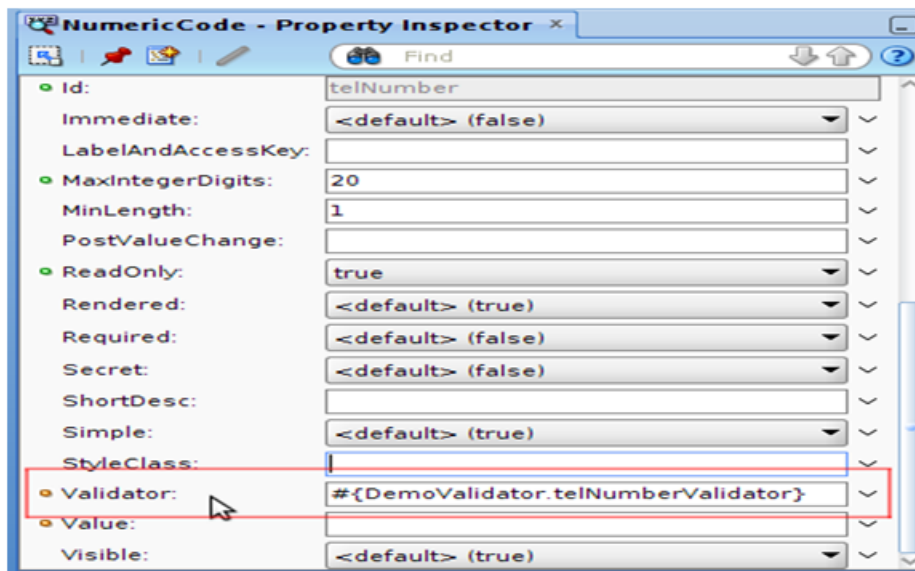 NumericCode - Property Inspector ×
Find
Id: telNumber
Immediate: <default> (false)
LabelAndAccessKey:
MaxIntegerDigits: 20
MinLength: 1
PostValueChange:
ReadOnly: true
Rendered: <default> (true)
Required: <default> (false)
Secret: <default> (false)
ShortDesc:
Simple: <default> (true)
StyleClass:
Validator: #{DemoValidator.telNumberValidator}
Value:
Visible: <default> (true)